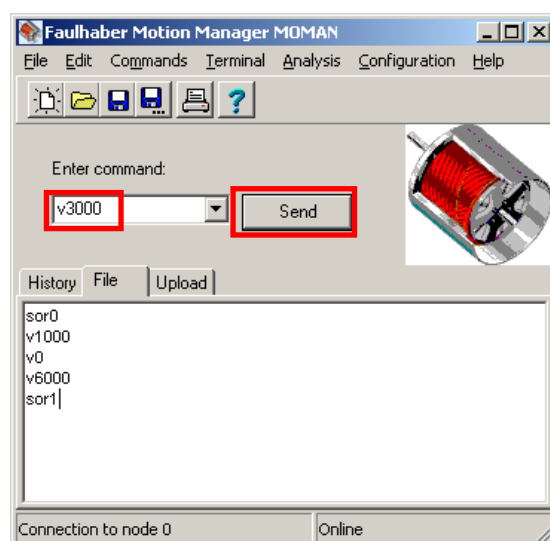 Faulhaber Motion Manager MOMAN
File Edit Commands Terminal Analysis Configuration Help
Enter command:
v3000 Send
History File Upload
sor0
v1000
v0
v6000
sor1
Connection to node 0 Online